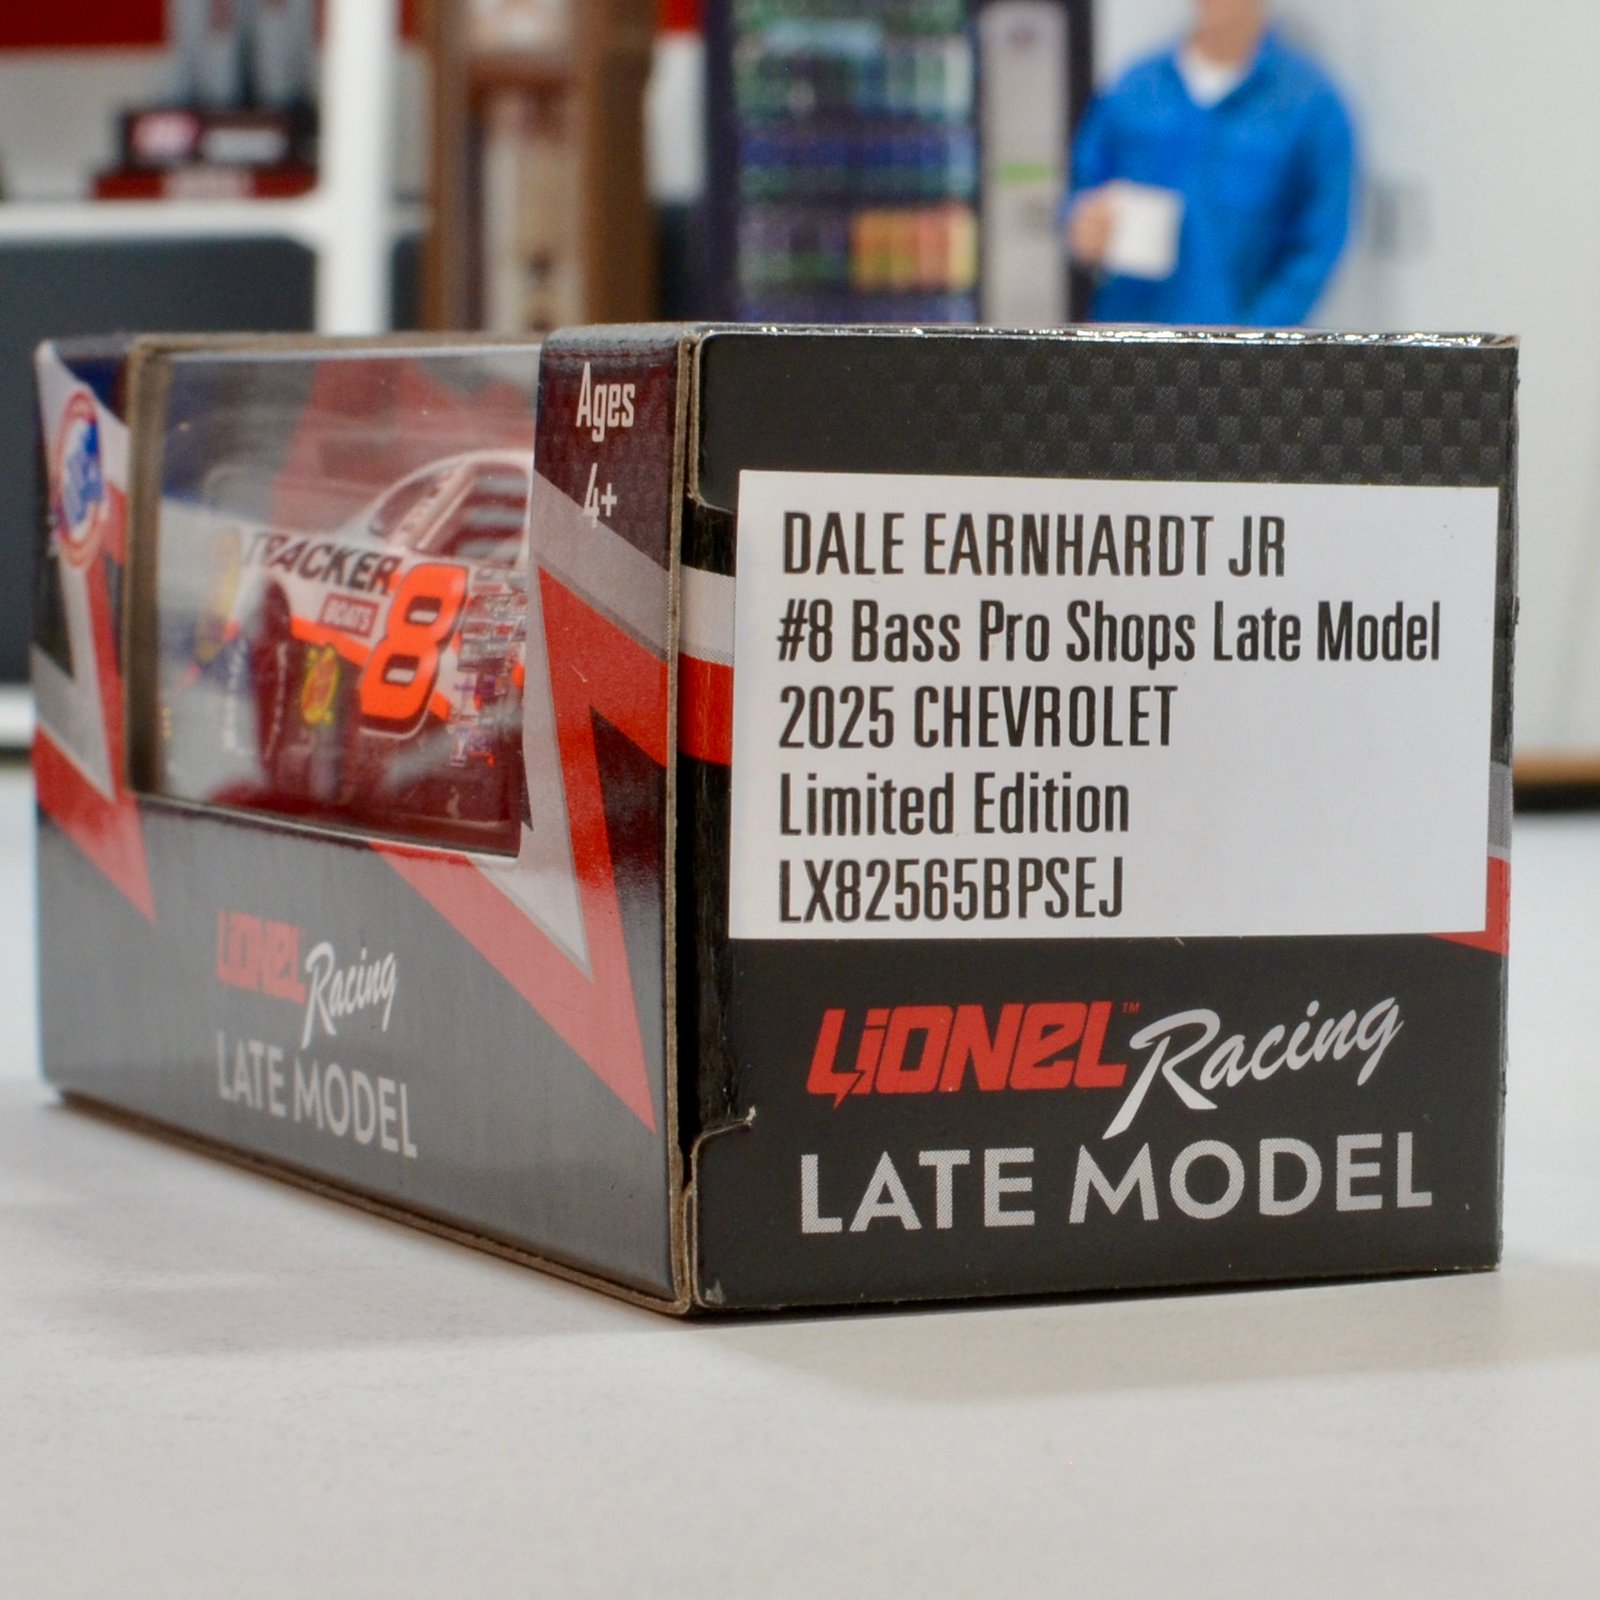 Ages
4+
TRACKER
BOATS
8
LIONEL Racing
LATE MODEL
DALE EARNHARDT JR
#8 Bass Pro Shops Late Model
2025 CHEVROLET
Limited Edition
LX82565BPSEJ
LIONEL™ Racing
LATE MODEL